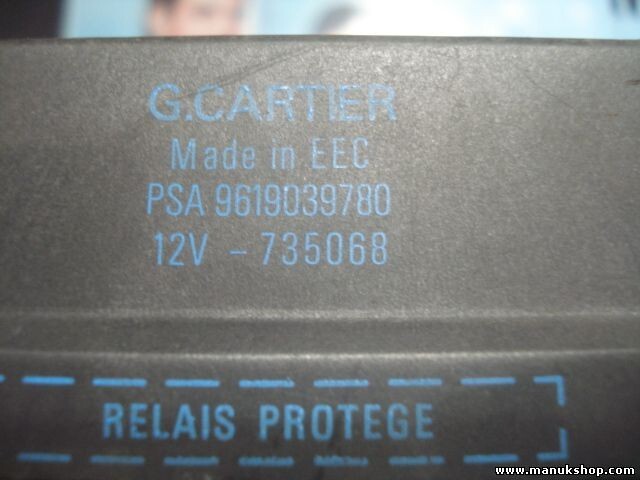 G.CARTIER
Made in EEC
PSA 9619039780
12V - 735068
RELAIS PROTEGE
www.manukshop.com